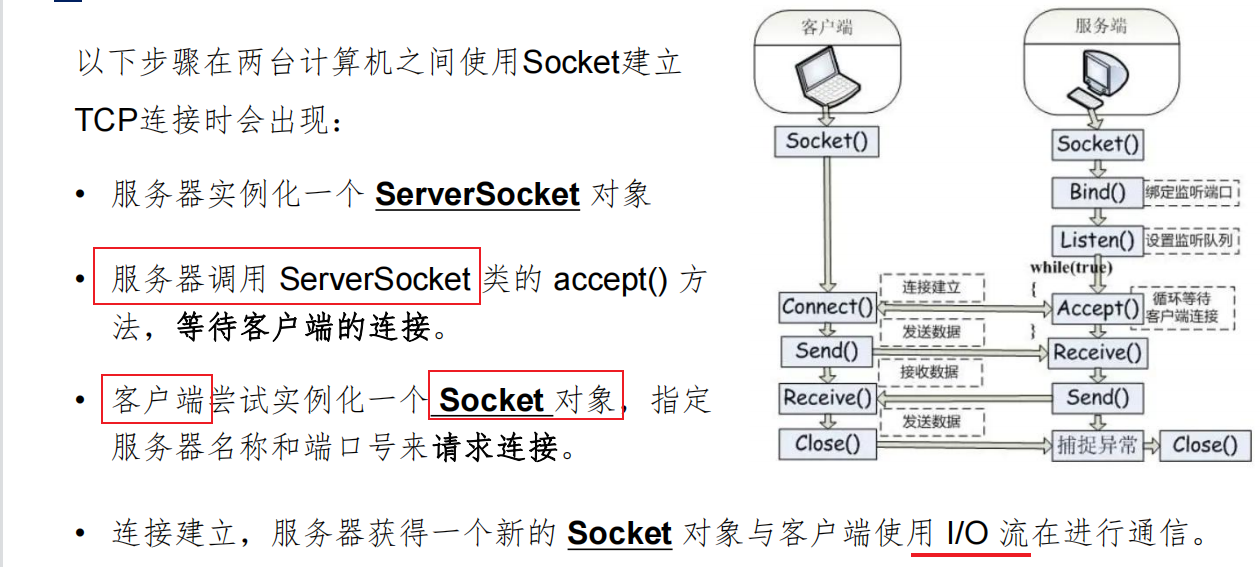 以下步骤在两台计算机之间使用Socket建立
TCP连接时会出现：
• 服务器实例化一个 ServerSocket 对象
• 服务器调用 ServerSocket 类的 accept() 方
法，等待客户端的连接。
• 客户端尝试实例化一个 Socket 对象，指定
服务器名称和端口号来请求连接。
• 连接建立，服务器获得一个新的 Socket 对象与客户端使用 I/O 流在进行通信。
客户端
服务端
Socket()
Socket()
Bind()
绑定监听端口
Listen()
设置监听队列
while(true)
{
连接建立
Connect()
Accept()
循环等待
客户端连接
}
发送数据
Send()
Receive()
接收数据
Receive()
Send()
发送数据
Close()
捕捉异常
Close()